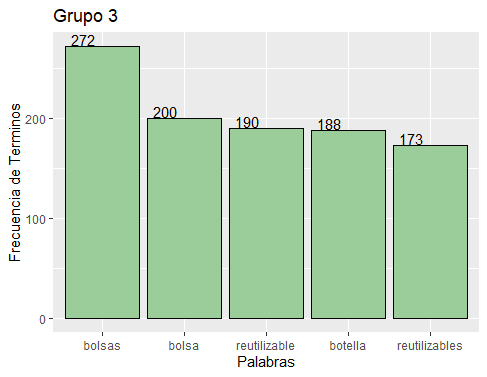 Grupo 3
Frecuencia de Terminos
272
200
190
188
173
200
100
0
bolsas
bolsa
reutilizable
botella
reutilizables
Palabras